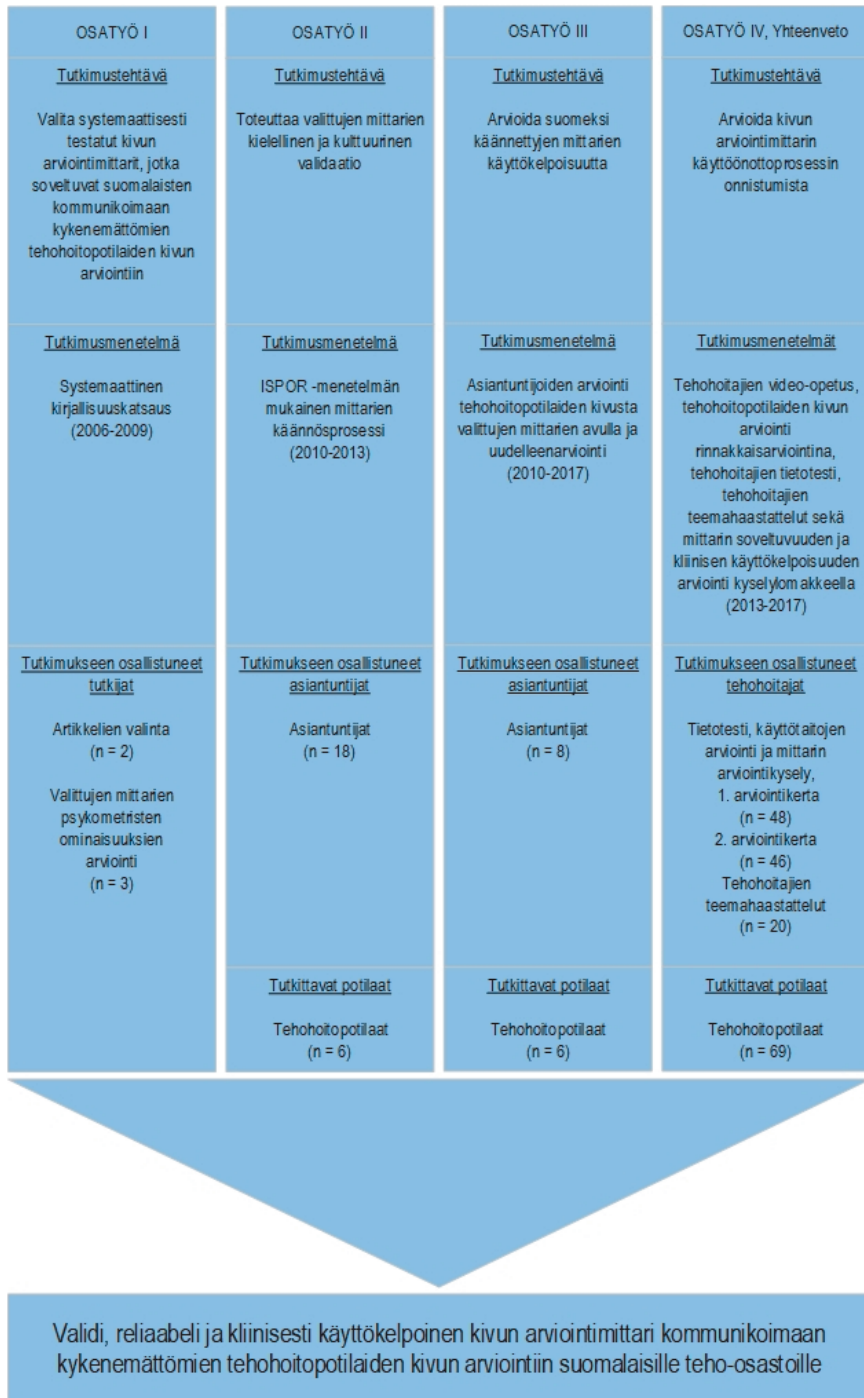 OSATYÖ I
Tutkimustehtävä
Valita systemaattisesti
testatut kivun
arviointimittarit, jotka
soveltuvat suomalaisten
kommunikoimaan
kykenemättömien
tehohoitopotilaiden kivun
arviointiin
Tutkimusmenetelmä
Systemaattinen
kirjallisuuskatsaus
(2006-2009)
Tutkimukseen osallistuneet
tutkijat
Artikkelien valinta
(n = 2)
Valittujen mittarien
psykometristen
ominaisuuksien
arviointi
(n = 3)
OSATYÖ II
Tutkimustehtävä
Toteuttaa valittujen mittarien
kielellinen ja kulttuurinen
validaatio
Tutkimusmenetelmä
ISPOR -menetelmän
mukainen mittarien
käännösprosessi
(2010-2013)
Tutkimukseen osallistuneet
asiantuntijat
Asiantuntijat
(n = 18)
Tutkittavat potilaat
Tehohoitopotilaat
(n = 6)
OSATYÖ III
Tutkimustehtävä
Arvioida suomeksi
käännettyjen mittarien
käyttökelpoisuutta
Tutkimusmenetelmä
Asiantuntijoiden arviointi
tehohoitopotilaiden kivusta
valittujen mittarien avulla ja
uudelleenarviointi
(2010-2017)
Tutkimukseen osallistuneet
asiantuntijat
Asiantuntijat
(n = 8)
Tutkittavat potilaat
Tehohoitopotilaat
(n = 6)
OSATYÖ IV, Yhteenveto
Tutkimustehtävä
Arvioida kivun
arviointimittarin
käyttöönottoprosessin
onnistumista
Tutkimusmenetelmät
Tehohoitajien video-opetus,
tehohoitopotilaiden kivun
arviointi
rinnakkaisarviointina,
tehohoitajien tietotesti,
tehohoitajien
teemahaastattelut sekä
mittarin soveltuvuuden ja
kliinisen käyttökelpoisuuden
arviointi kyselylomakkeella
(2013-2017)
Tutkimukseen osallistuneet
tehohoitajat
Tietotesti, käyttötaitojen
arviointi ja mittarin
arviointikysely,
1. arviointikerta
(n = 48)
2. arviointikerta
(n = 46)
Tehohoitajien
teemahaastattelut
(n = 20)
Tutkittavat potilaat
Tehohoitopotilaat
(n = 69)
Validi, reliaabeli ja kliinisesti käyttökelpoinen kivun arviointimittari kommunikoimaan
kykenemättömien tehohoitopotilaiden kivun arviointiin suomalaisille teho-osastoille